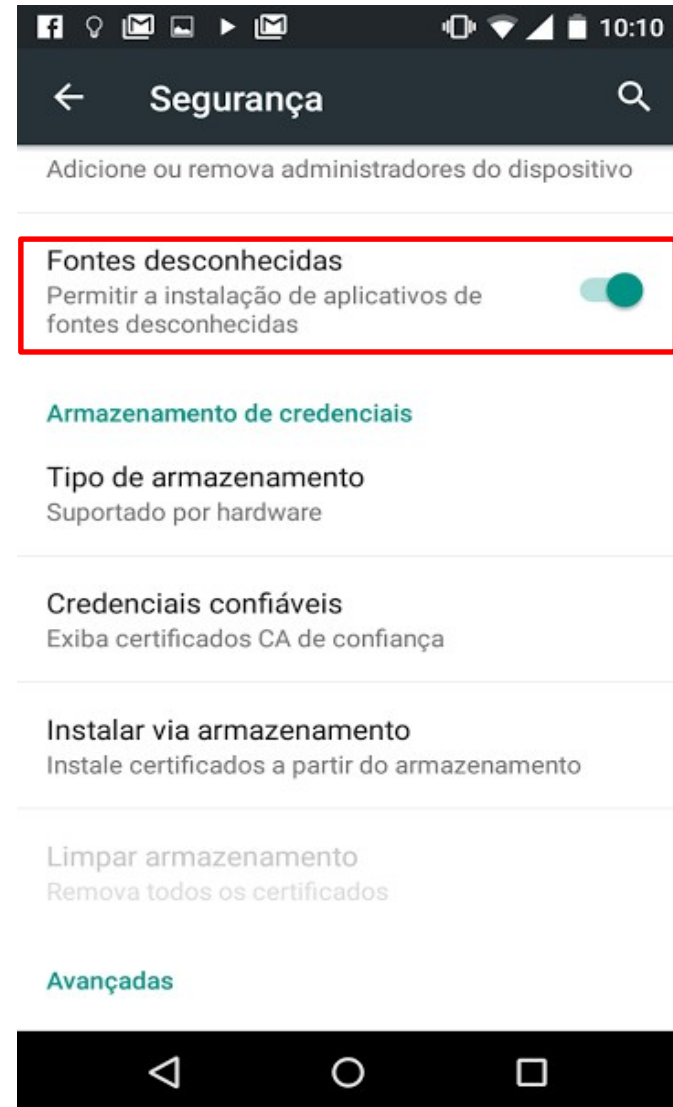 10:10
Segurança
Adicione ou remova administradores do dispositivo
Fontes desconhecidas
Permitir a instalação de aplicativos de
fontes desconhecidas
Armazenamento de credenciais
Tipo de armazenamento
Suportado por hardware
Credenciais confiáveis
Exiba certificados CA de confiança
Instalar via armazenamento
Instale certificados a partir do armazenamento
Limpar armazenamento
Remova todos os certificados
Avançadas